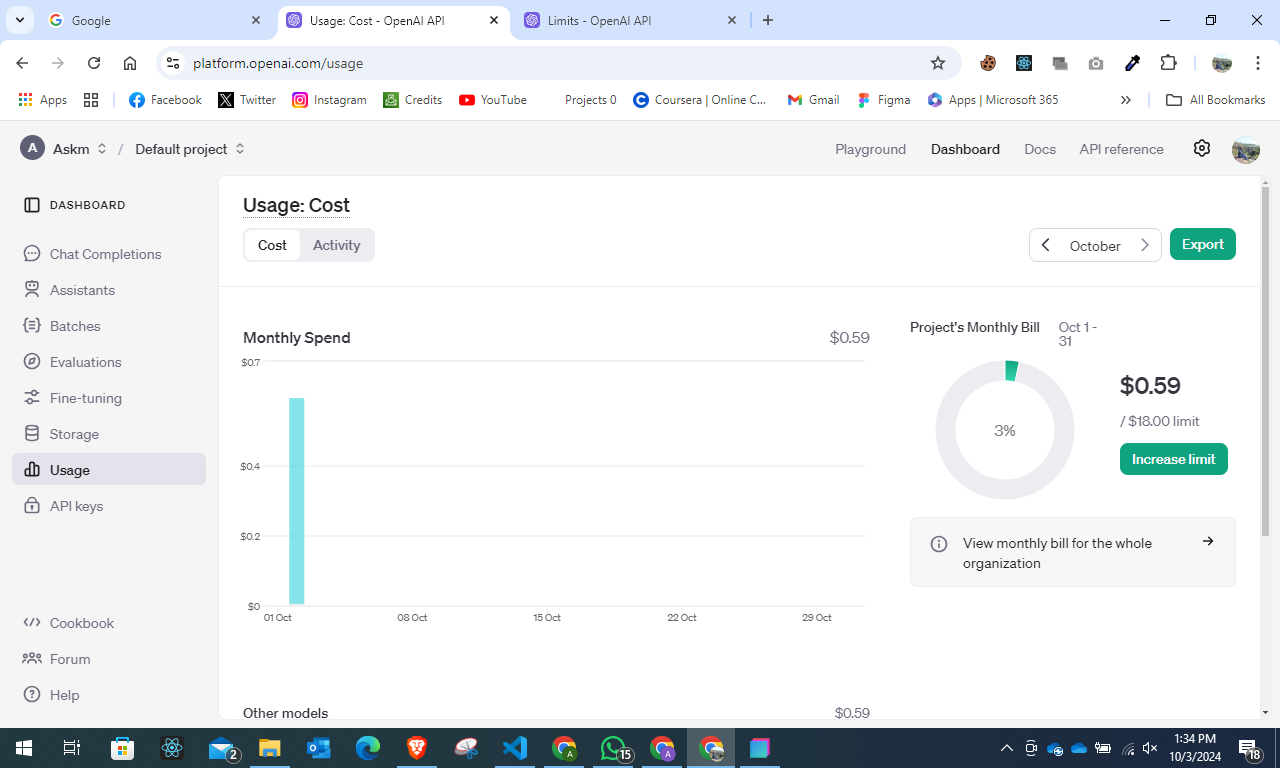 Google
Usage: Cost - OpenAI API
Limits - OpenAI API
platform.openai.com/usage
Apps
Facebook
Twitter
Instagram
Credits
YouTube
Projects 0
Coursera | Online C...
Gmail
Figma
Apps | Microsoft 365
All Bookmarks
A
Askm
/
Default project
Playground
Dashboard
Docs
API reference
DASHBOARD
Chat Completions
Assistants
Batches
Evaluations
Fine-tuning
Storage
Usage
API keys
Cookbook
Forum
Help
Usage: Cost
Cost
Activity
October
Export
Monthly Spend
$0.59
$0.7
$0.4
$0.2
$0
01 Oct
08 Oct
15 Oct
22 Oct
29 Oct
Project's Monthly Bill
Oct 1 -
31
3%
$0.59
/ $18.00 limit
Increase limit
View monthly bill for the whole
organization
Other models
$0.59
2
A
15
A
1:34 PM
10/3/2024
18